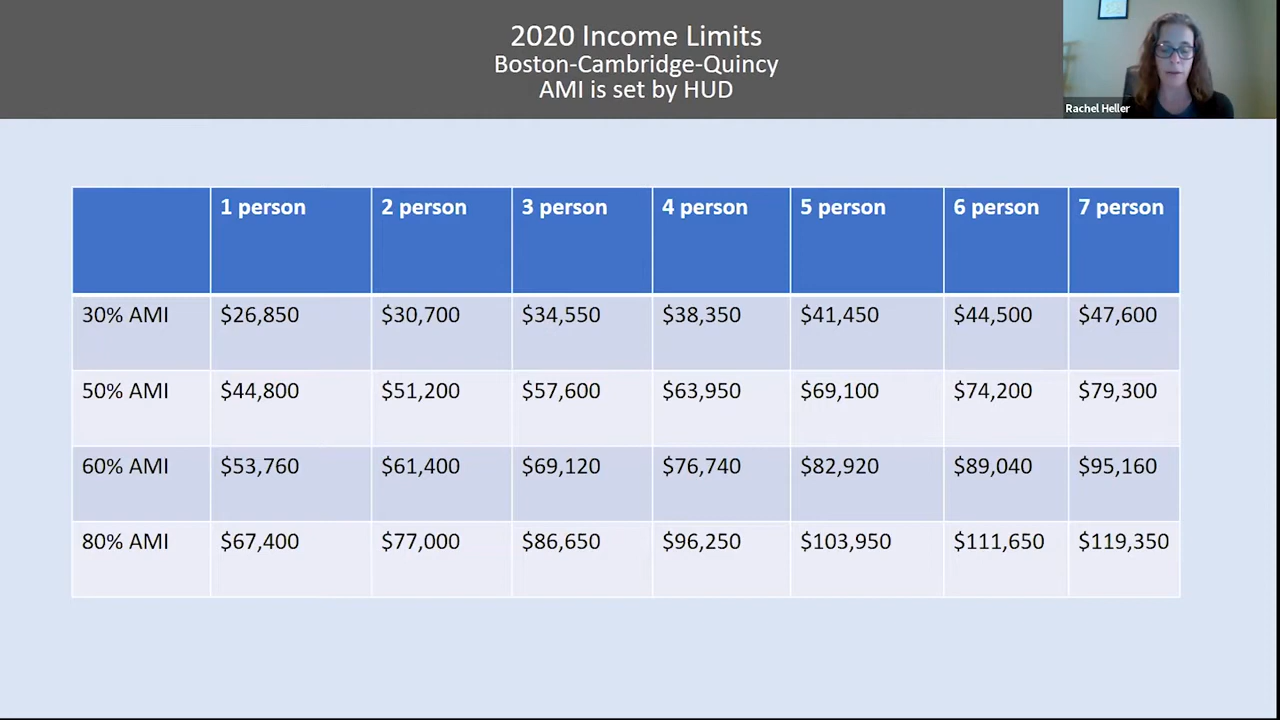 2020 Income Limits
Boston-Cambridge-Quincy
AMI is set by HUD
Rachel Heller
1 person 2 person 3 person 4 person 5 person 6 person 7 person
30% AMI $26,850 $30,700 $34,550 $38,350 $41,450 $44,500 $47,600
50% AMI $44,800 $51,200 $57,600 $63,950 $69,100 $74,200 $79,300
60% AMI $53,760 $61,400 $69,120 $76,740 $82,920 $89,040 $95,160
80% AMI $67,400 $77,000 $86,650 $96,250 $103,950 $111,650 $119,350